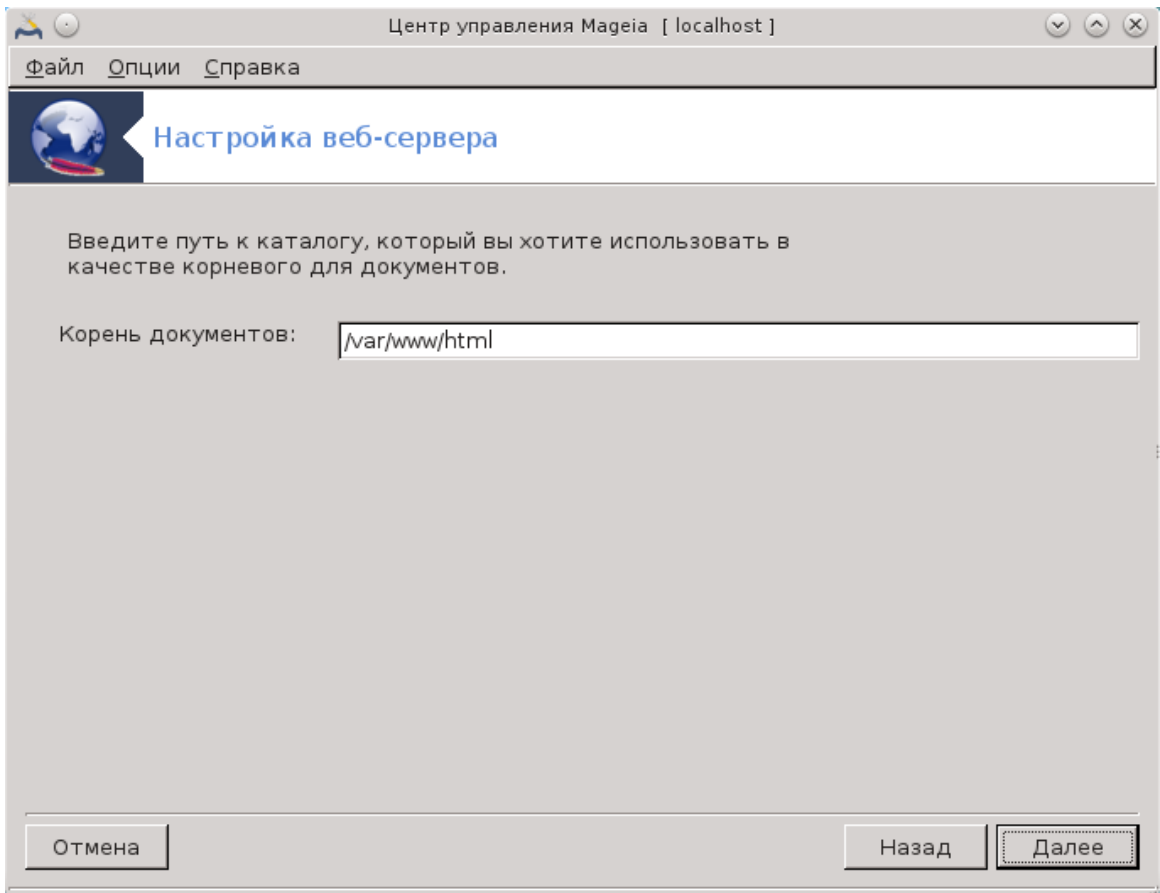 Центр управления Mageia [ localhost ]
Файл Опции Справка
Настройка веб-сервера
Введите путь к каталогу, который вы хотите использовать в
качестве корневого для документов.
Корень документов: /var/www/html
Отмена Назад Далее